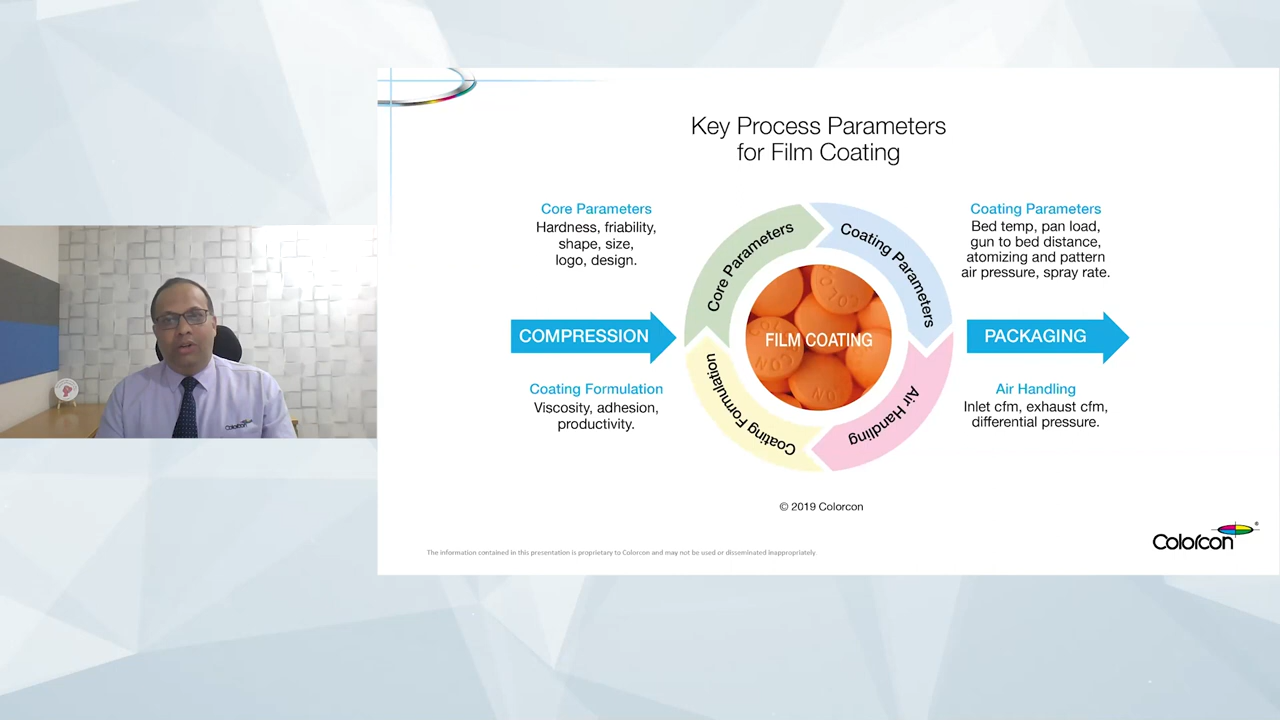 Key Process Parameters
for Film Coating
Core Parameters
Hardness, friability,
shape, size,
logo, design.
Coating Parameters
Bed temp, pan load,
gun to bed distance,
atomizing and pattern
air pressure, spray rate.
Core Parameters
Coating Parameters
COMPRESSION
FILM COATING
PACKAGING
Coating Formulation
Air Handling
Coating Formulation
Viscosity, adhesion,
productivity.
Air Handling
Inlet cfm, exhaust cfm,
differential pressure.
© 2019 Colorcon
The information contained in this presentation is proprietary to Colorcon and may not be used or disseminated inappropriately.
Colorcon
®
Colorcon